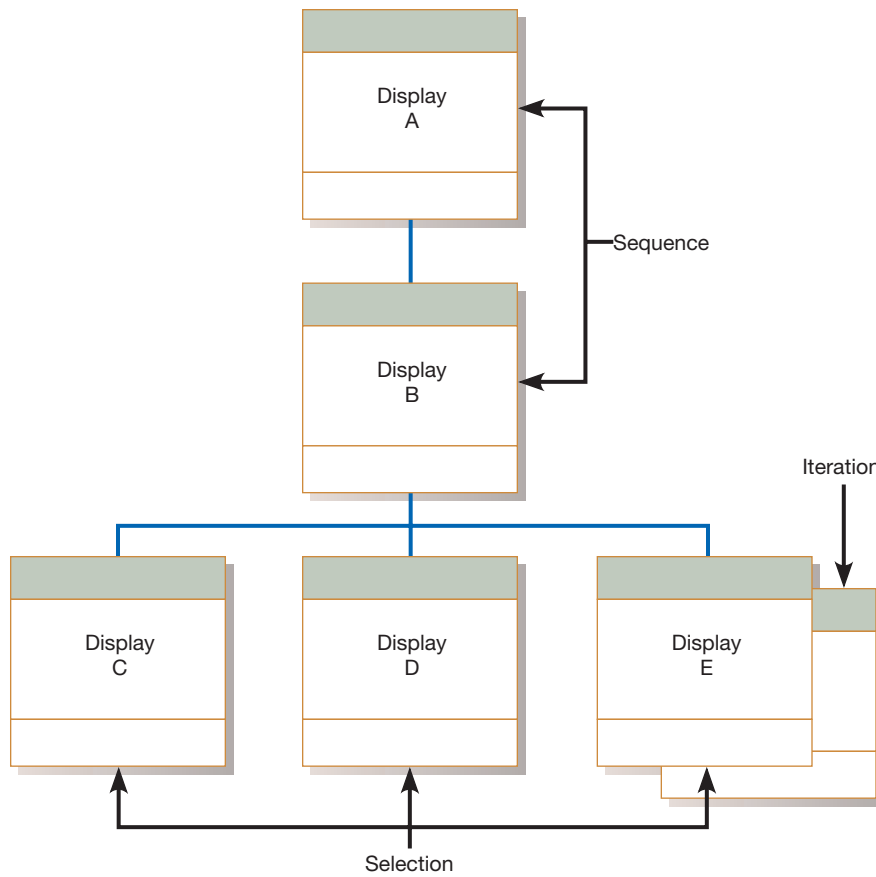 Display
A
Sequence
Display
B
Iteration
Display
C
Display
D
Display
E
Selection